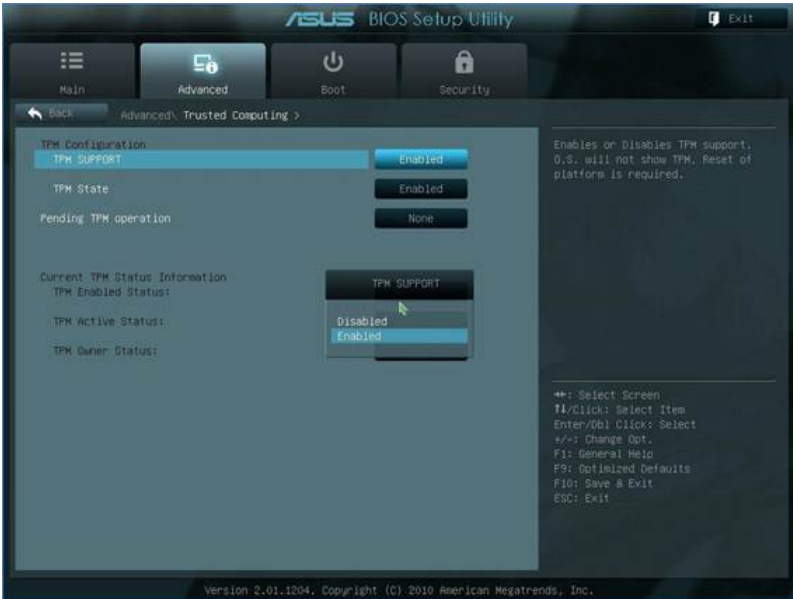 ASUS BIOS Setup Utility
Exit
Main
Advanced
Boot
Security
Back
Advanced\ Trusted Computing >
TPM Configuration
TPM SUPPORT
Enabled
TPM State
Enabled
Pending TPM operation
None
Current TPM Status Information
TPM Enabled Status:
TPM Active Status:
TPM Owner Status:
TPM SUPPORT
Disabled
Enabled
Enables or Disables TPM support.
O.S. will not show TPM. Reset of
platform is required.
→←: Select Screen
↑↓/Click: Select Item
Enter/Dbl Click: Select
+/-: Change Opt.
F1: General Help
F9: Optimized Defaults
F10: Save & Exit
ESC: Exit
Version 2.01.1204. Copyright (C) 2010 American Megatrends, Inc.